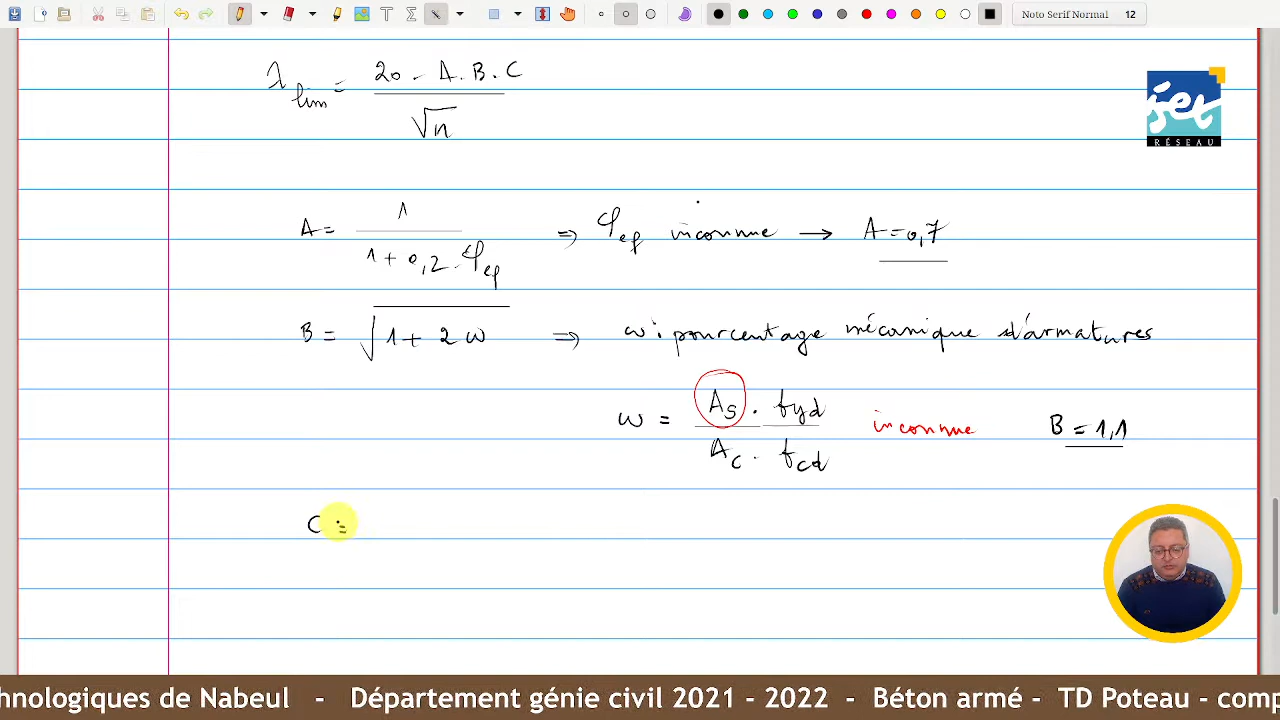 Noto Serif Normal 12
λlim = 20 . A . B . C / √n
iset
RÉSEAU
A = 1 / (1 + 0,2 . φef) ⇒ φef inconnue → A = 0,7
B = √(1 + 2 ω) ⇒ ω : pourcentage mécanique d'armatures
ω = (As . fyd) / (Ac . fcd) inconnue B = 1,1
C =
hnologiques de Nabeul - Département génie civil 2021 - 2022 - Béton armé - TD Poteau - comp